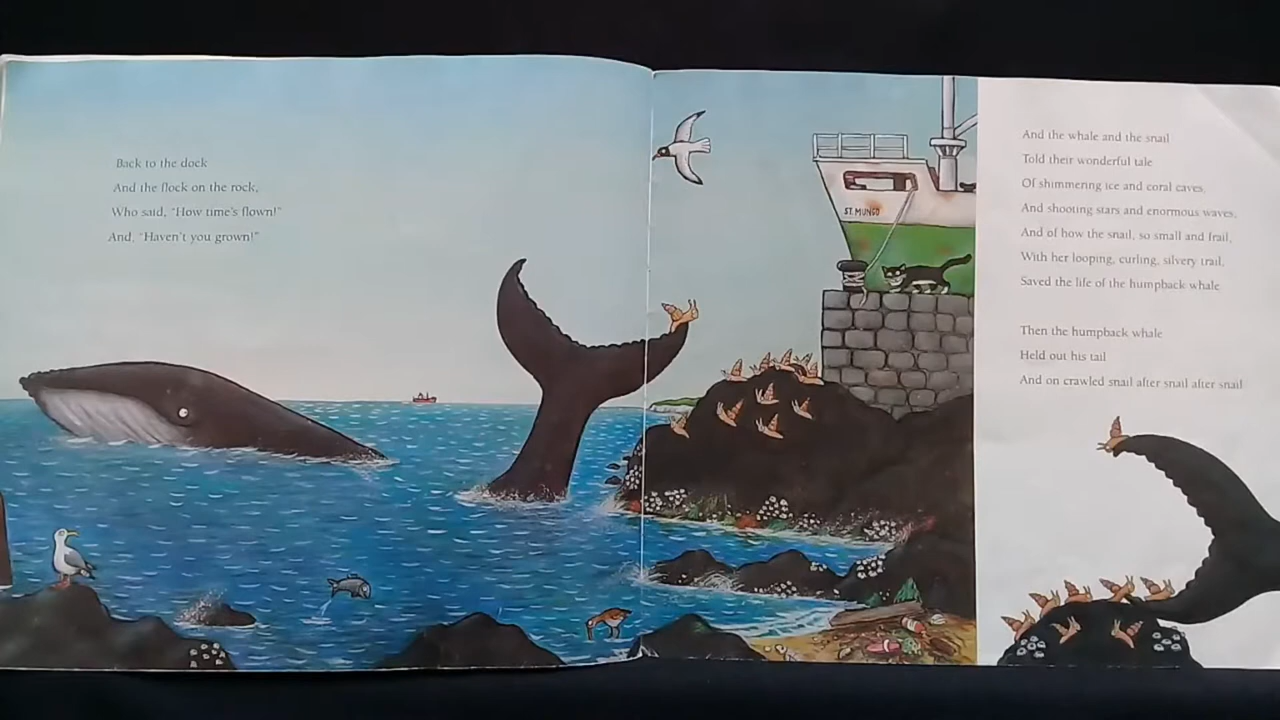 Back to the dock
And the flock on the rock,
Who said, "How time's flown!"
And, "Haven't you grown!"
ST. MUNGO
And the whale and the snail
Told their wonderful tale
Of shimmering ice and coral caves,
And shooting stars and enormous waves,
And of how the snail, so small and frail,
With her looping, curling, silvery trail,
Saved the life of the humpback whale
Then the humpback whale
Held out his tail
And on crawled snail after snail after snail